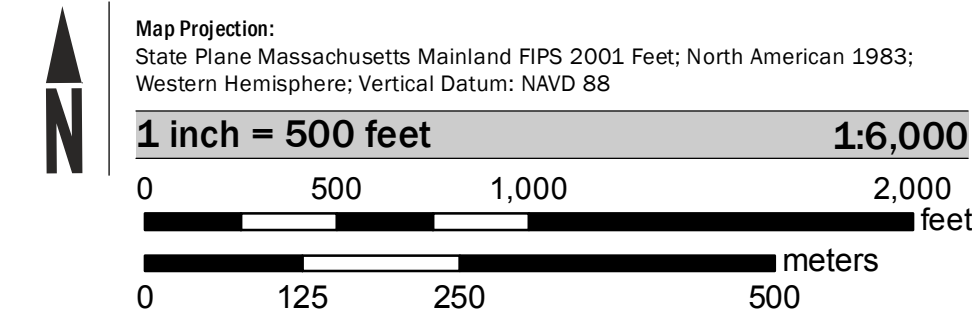 N
Map Projection:
State Plane Massachusetts Mainland FIPS 2001 Feet; North American 1983;
Western Hemisphere; Vertical Datum: NAVD 88
1 inch = 500 feet 1:6,000
0 500 1,000 2,000
feet
meters
0 125 250 500